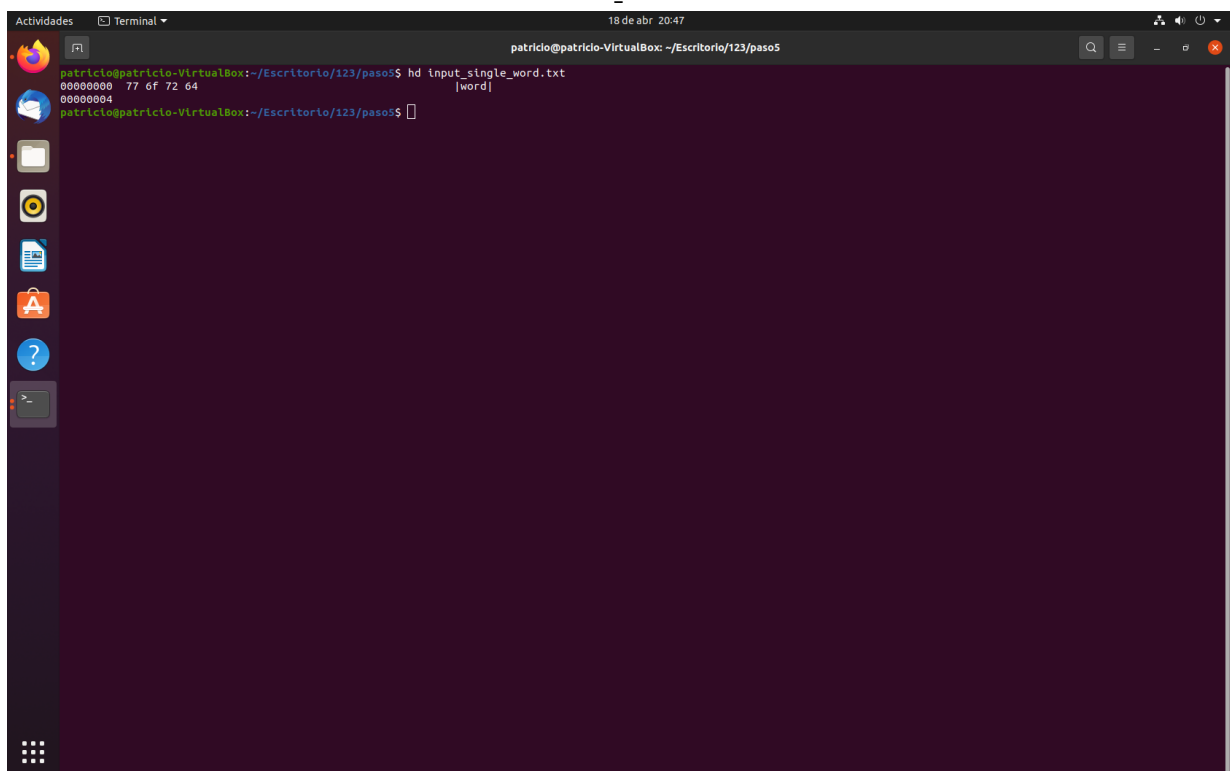 Actividades Terminal 18 de abr 20:47
patricio@patricio-VirtualBox: ~/Escritorio/123/paso5
patricio@patricio-VirtualBox:~/Escritorio/123/paso5$ hd input_single_word.txt
00000000  77 6f 72 64                                       |word|
00000004
patricio@patricio-VirtualBox:~/Escritorio/123/paso5$